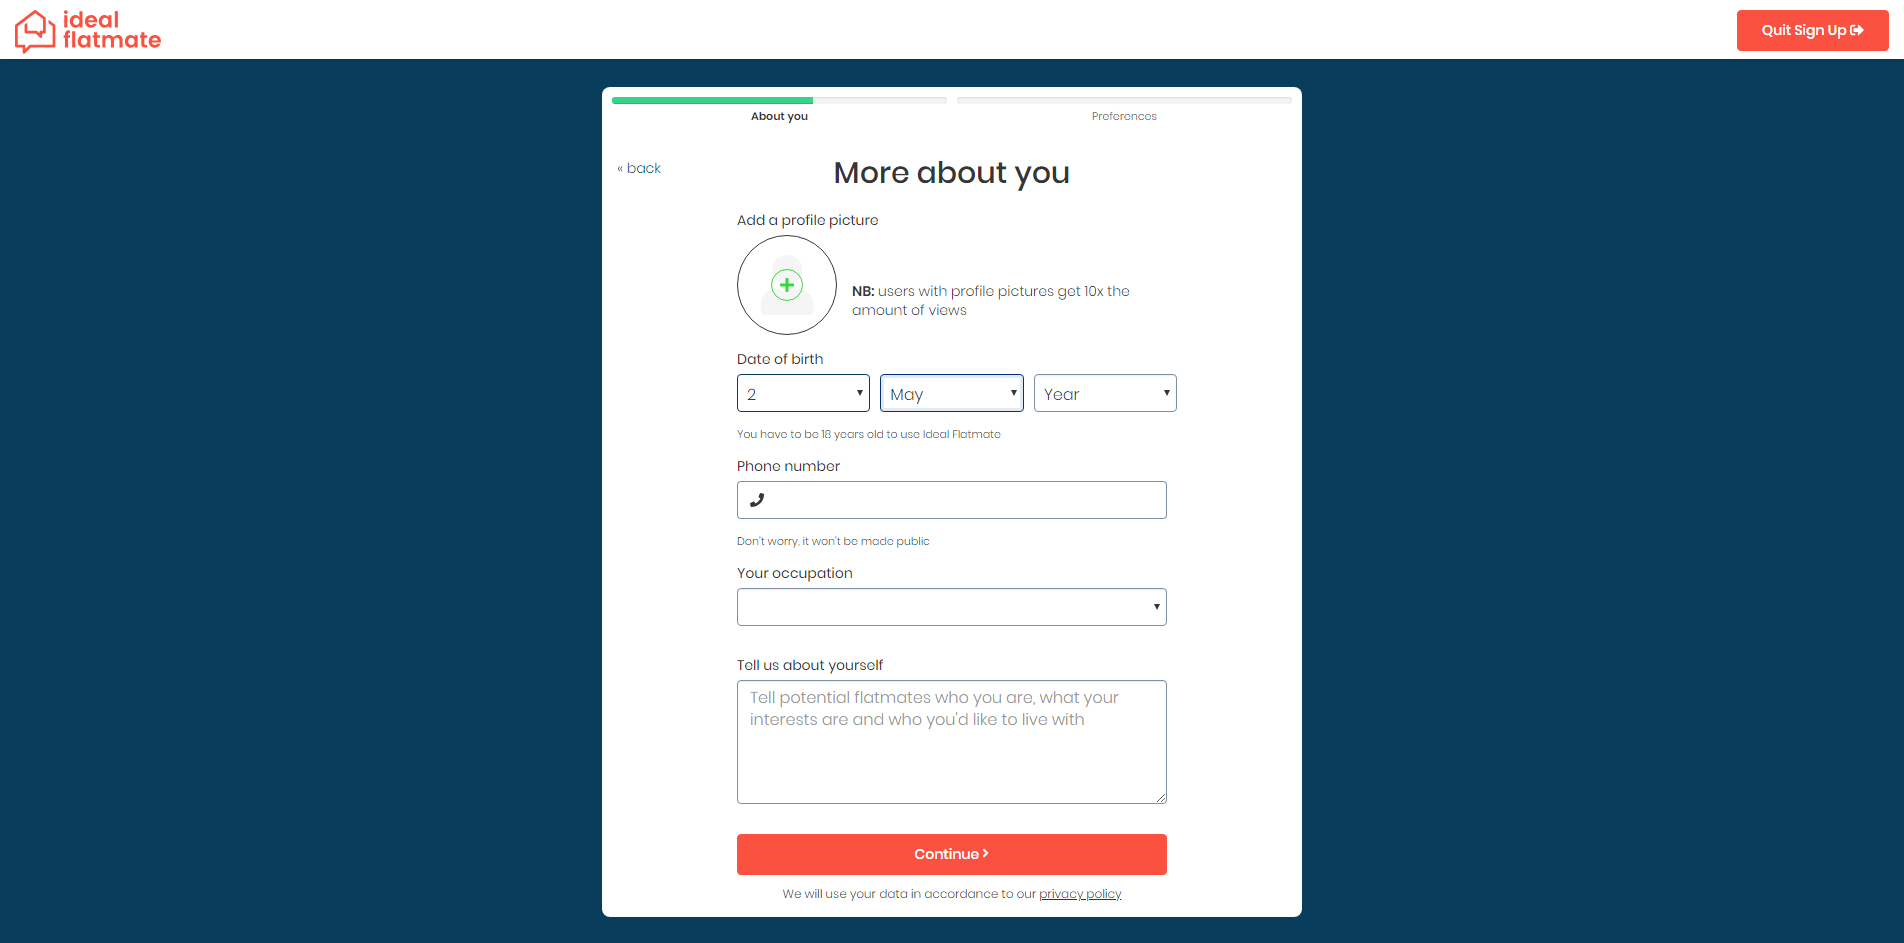 ideal
flatmate
Quit Sign Up
About you
Preferences
« back
More about you
Add a profile picture
NB: users with profile pictures get 10x the
amount of views
Date of birth
2
May
Year
You have to be 18 years old to use Ideal Flatmate
Phone number
Don't worry, it won't be made public
Your occupation
Tell us about yourself
Tell potential flatmates who you are, what your
interests are and who you'd like to live with
Continue
We will use your data in accordance to our privacy policy